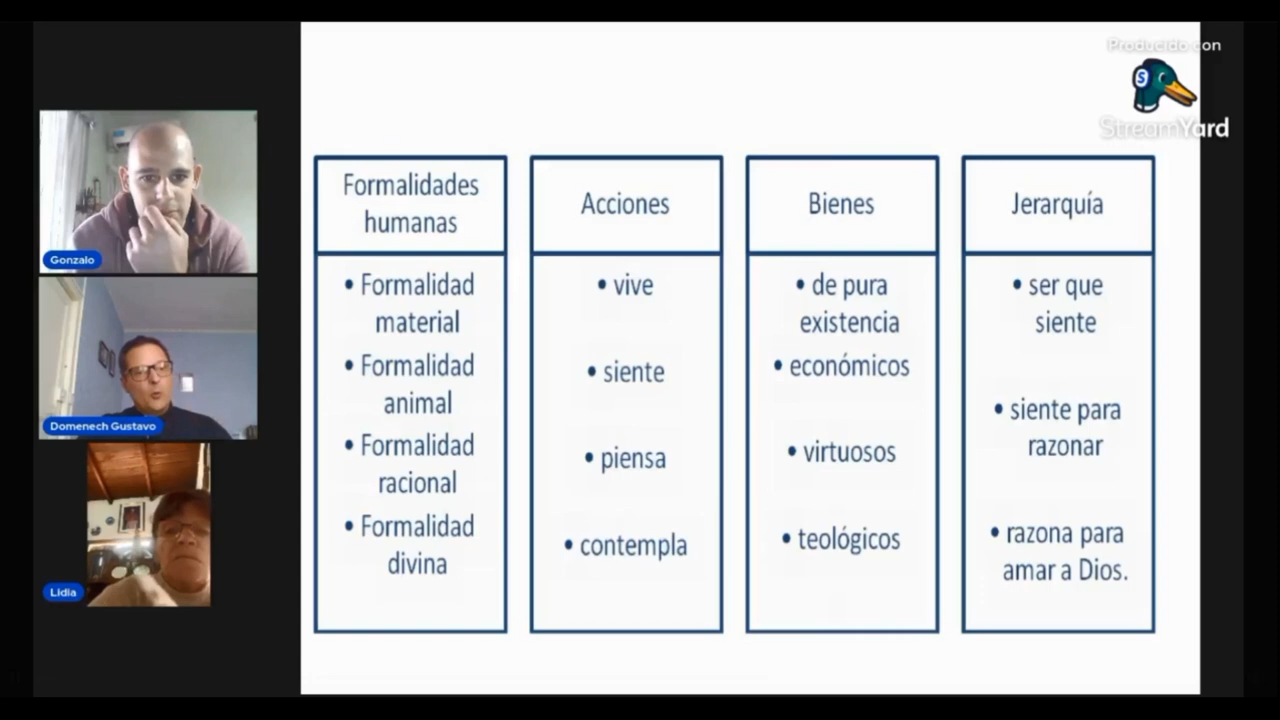 Producido con
StreamYard
S
Gonzalo
Domenech Gustavo
Lidia
Formalidades
humanas
• Formalidad
material
• Formalidad
animal
• Formalidad
racional
• Formalidad
divina
Acciones
• vive
• siente
• piensa
• contempla
Bienes
• de pura
existencia
• económicos
• virtuosos
• teológicos
Jerarquía
• ser que
siente
• siente para
razonar
• razona para
amar a Dios.